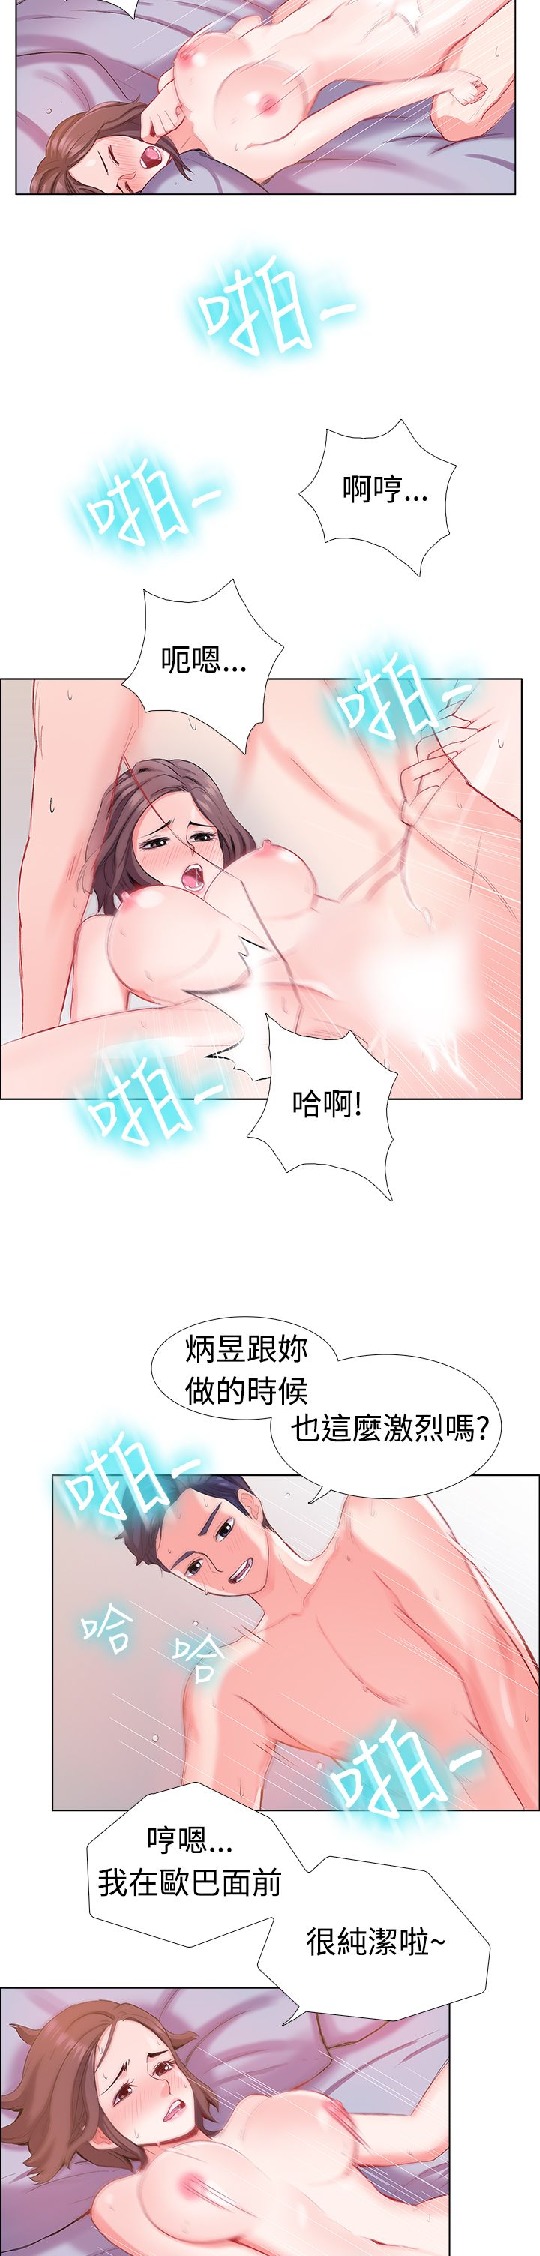 啪-
啪-
啊哼...
呃嗯...
啪-
啪-
哈啊!
炳昱跟妳
做的時候
也這麼激烈嗎?
啪-
哈
哈
啪-
哼嗯...
我在歐巴面前
很純潔啦~